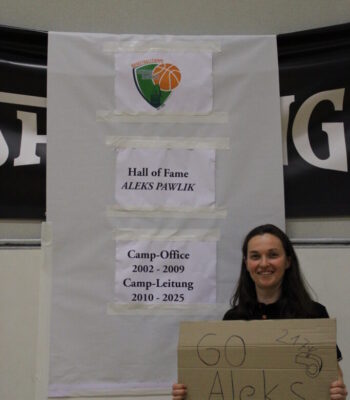 Hall of Fame
ALEKS PAWLIK
Camp-Office
2002 - 2009
Camp-Leitung
2010 - 2025
GO
Aleks